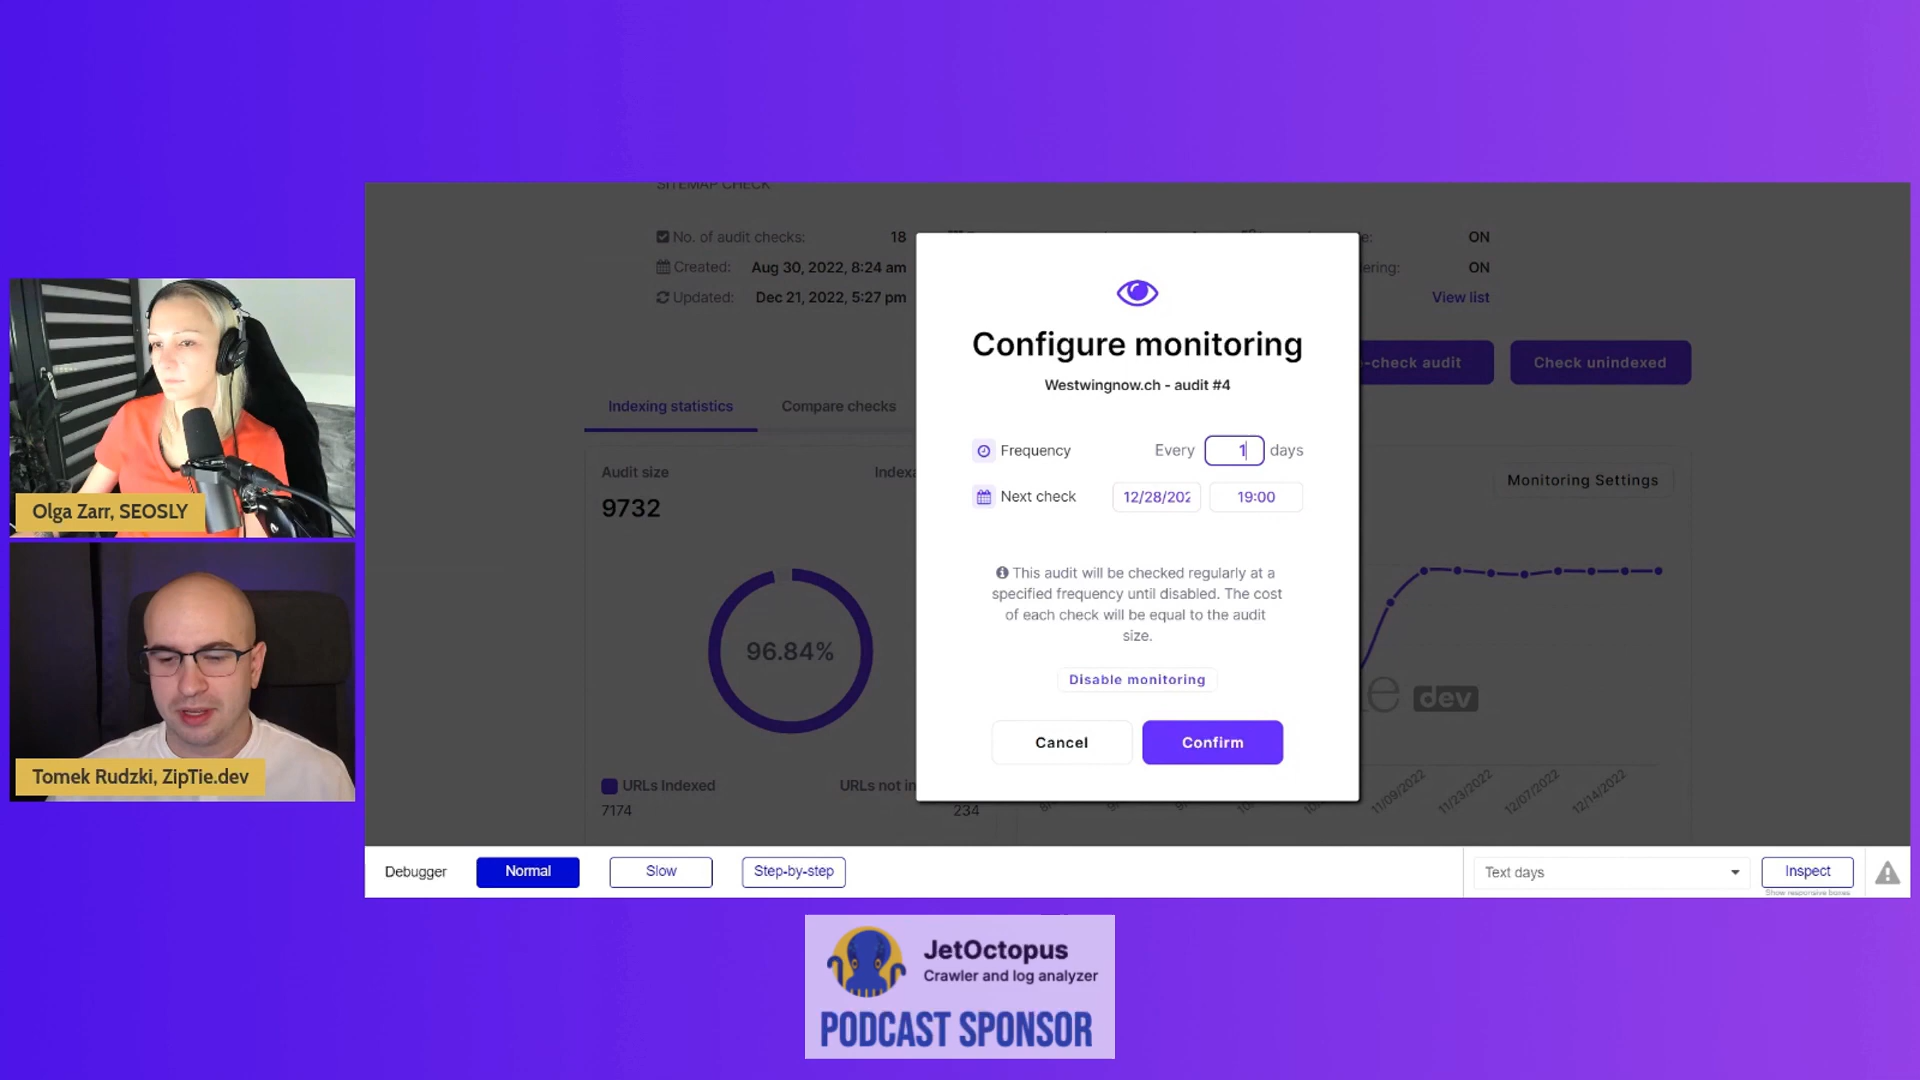 SITEMAP CHECK
No. of audit checks: 18
ON
Created: Aug 30, 2022, 8:24 am
ON
Updated: Dec 21, 2022, 5:27 pm
View list
-check audit
Check unindexed
Indexing statistics
Compare checks
Audit size
9732
Monitoring Settings
96.84%
URLs Indexed
7174
URLs not in
234
dev
11/09/2022
11/23/2022
12/07/2022
12/14/2022
Configure monitoring
Westwingnow.ch - audit #4
Frequency Every 1 days
Next check 12/28/202 19:00
This audit will be checked regularly at a
specified frequency until disabled. The cost
of each check will be equal to the audit
size.
Disable monitoring
Cancel
Confirm
Olga Zarr, SEOSLY
Tomek Rudzki, ZipTie.dev
Debugger
Normal
Slow
Step-by-step
Text days
Inspect
Show responsive boxes
JetOctopus
Crawler and log analyzer
PODCAST SPONSOR